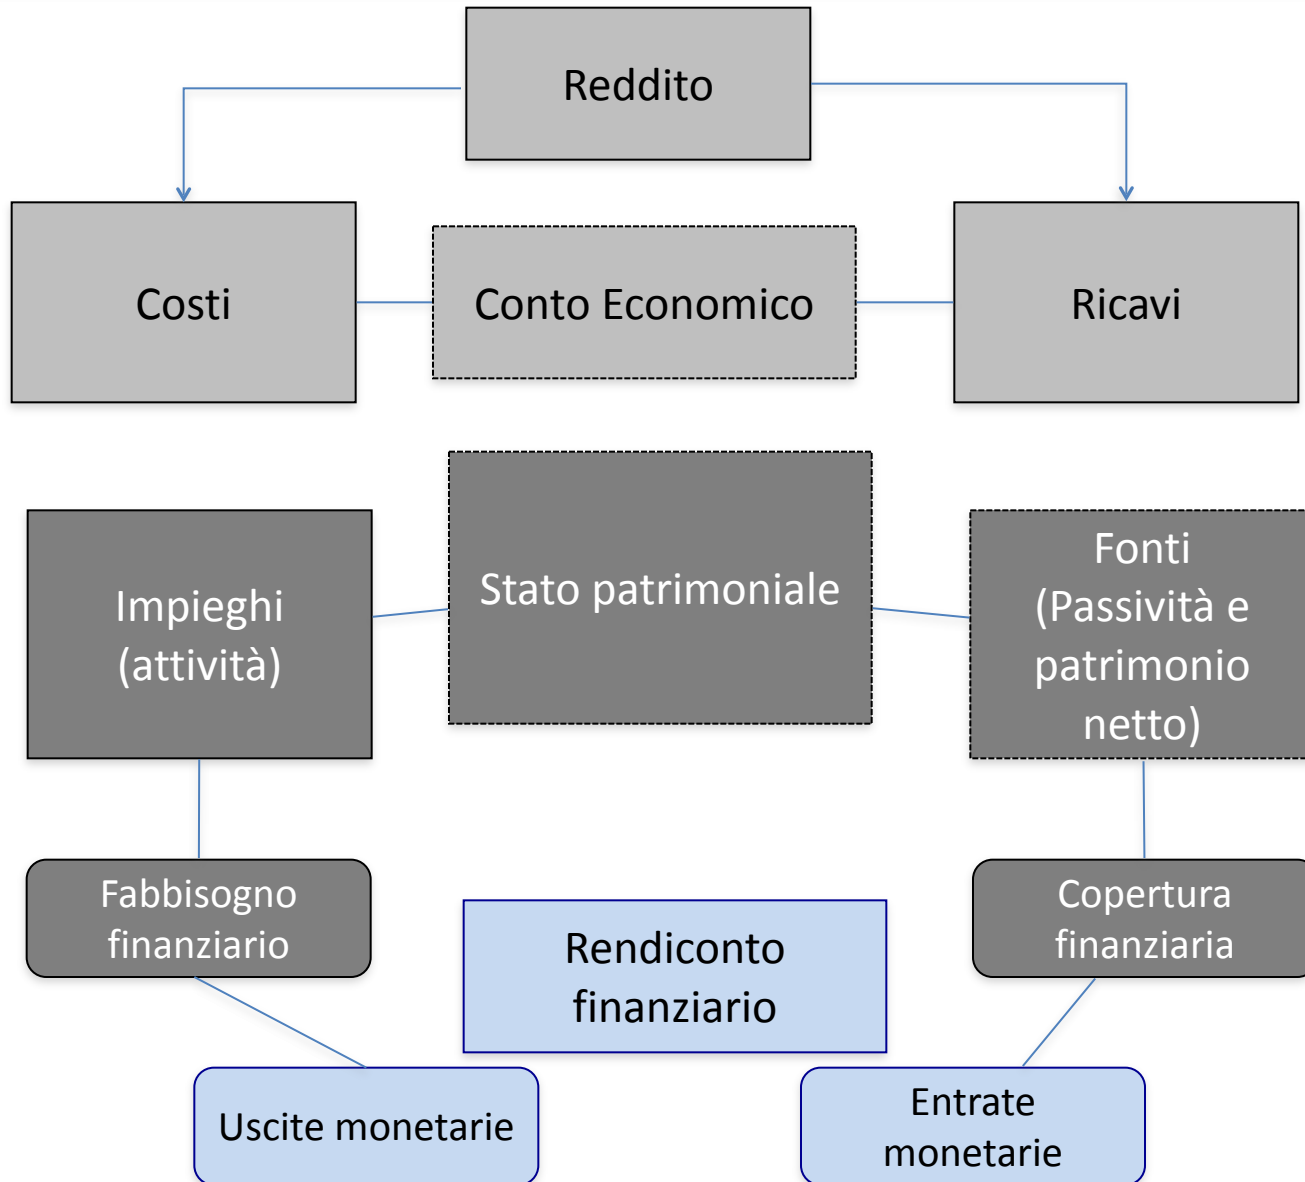 Reddito
Costi
Conto Economico
Ricavi
Impieghi
(attività)
Stato patrimoniale
Fonti
(Passività e
patrimonio
netto)
Fabbisogno
finanziario
Rendiconto
finanziario
Copertura
finanziaria
Uscite monetarie
Entrate
monetarie